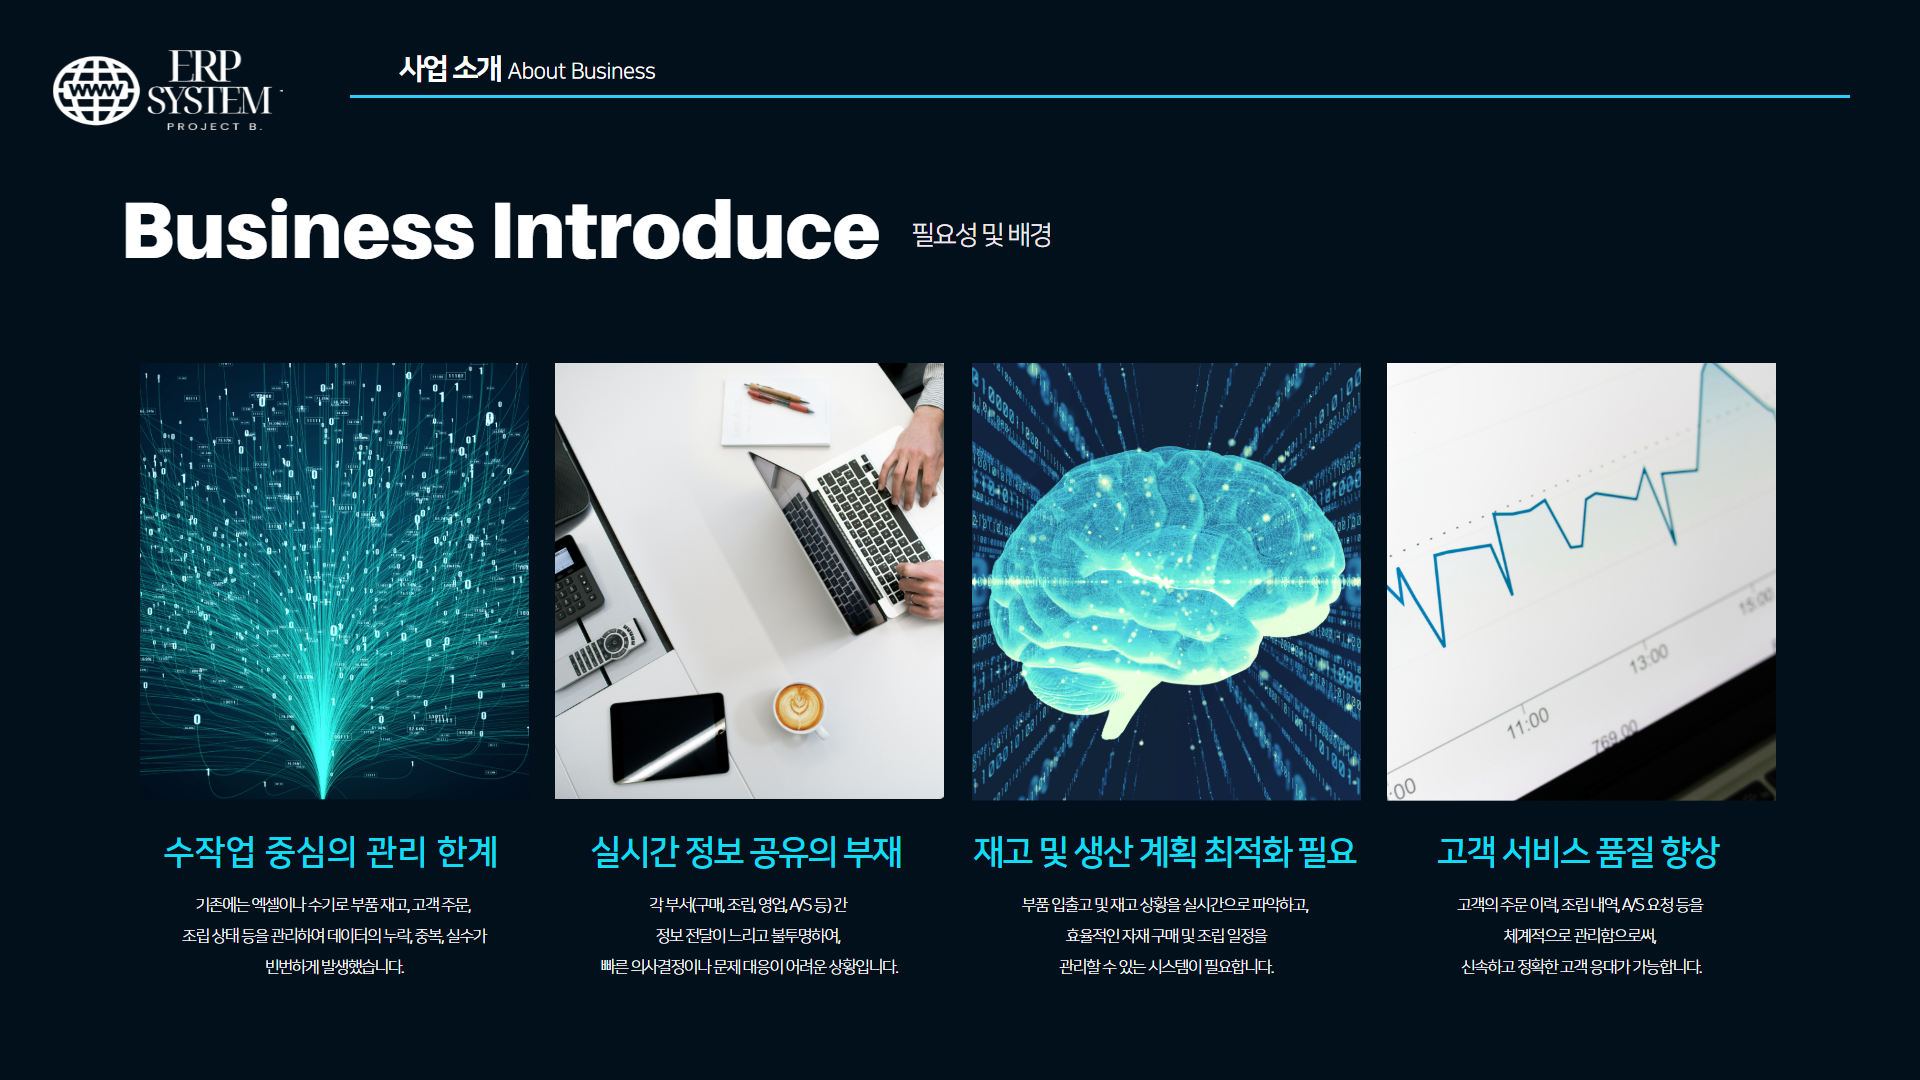 ERP
SYSTEM
WWW
PROJECT B.
사업 소개 About Business
Business Introduce 필요성 및 배경
11:00
13:00
15:00
769.00
:00
수작업 중심의 관리 한계
기존에는 엑셀이나 수기로 부품 재고, 고객 주문,
조립 상태 등을 관리하여 데이터의 누락, 중복, 실수가
빈번하게 발생했습니다.
실시간 정보 공유의 부재
각 부서(구매, 조립, 영업, A/S 등) 간
정보 전달이 느리고 불투명하여,
빠른 의사결정이나 문제 대응이 어려운 상황입니다.
재고 및 생산 계획 최적화 필요
부품 입출고 및 재고 상황을 실시간으로 파악하고,
효율적인 자재 구매 및 조립 일정을
관리할 수 있는 시스템이 필요합니다.
고객 서비스 품질 향상
고객의 주문 이력, 조립 내역, A/S 요청 등을
체계적으로 관리함으로써,
신속하고 정확한 고객 응대가 가능합니다.